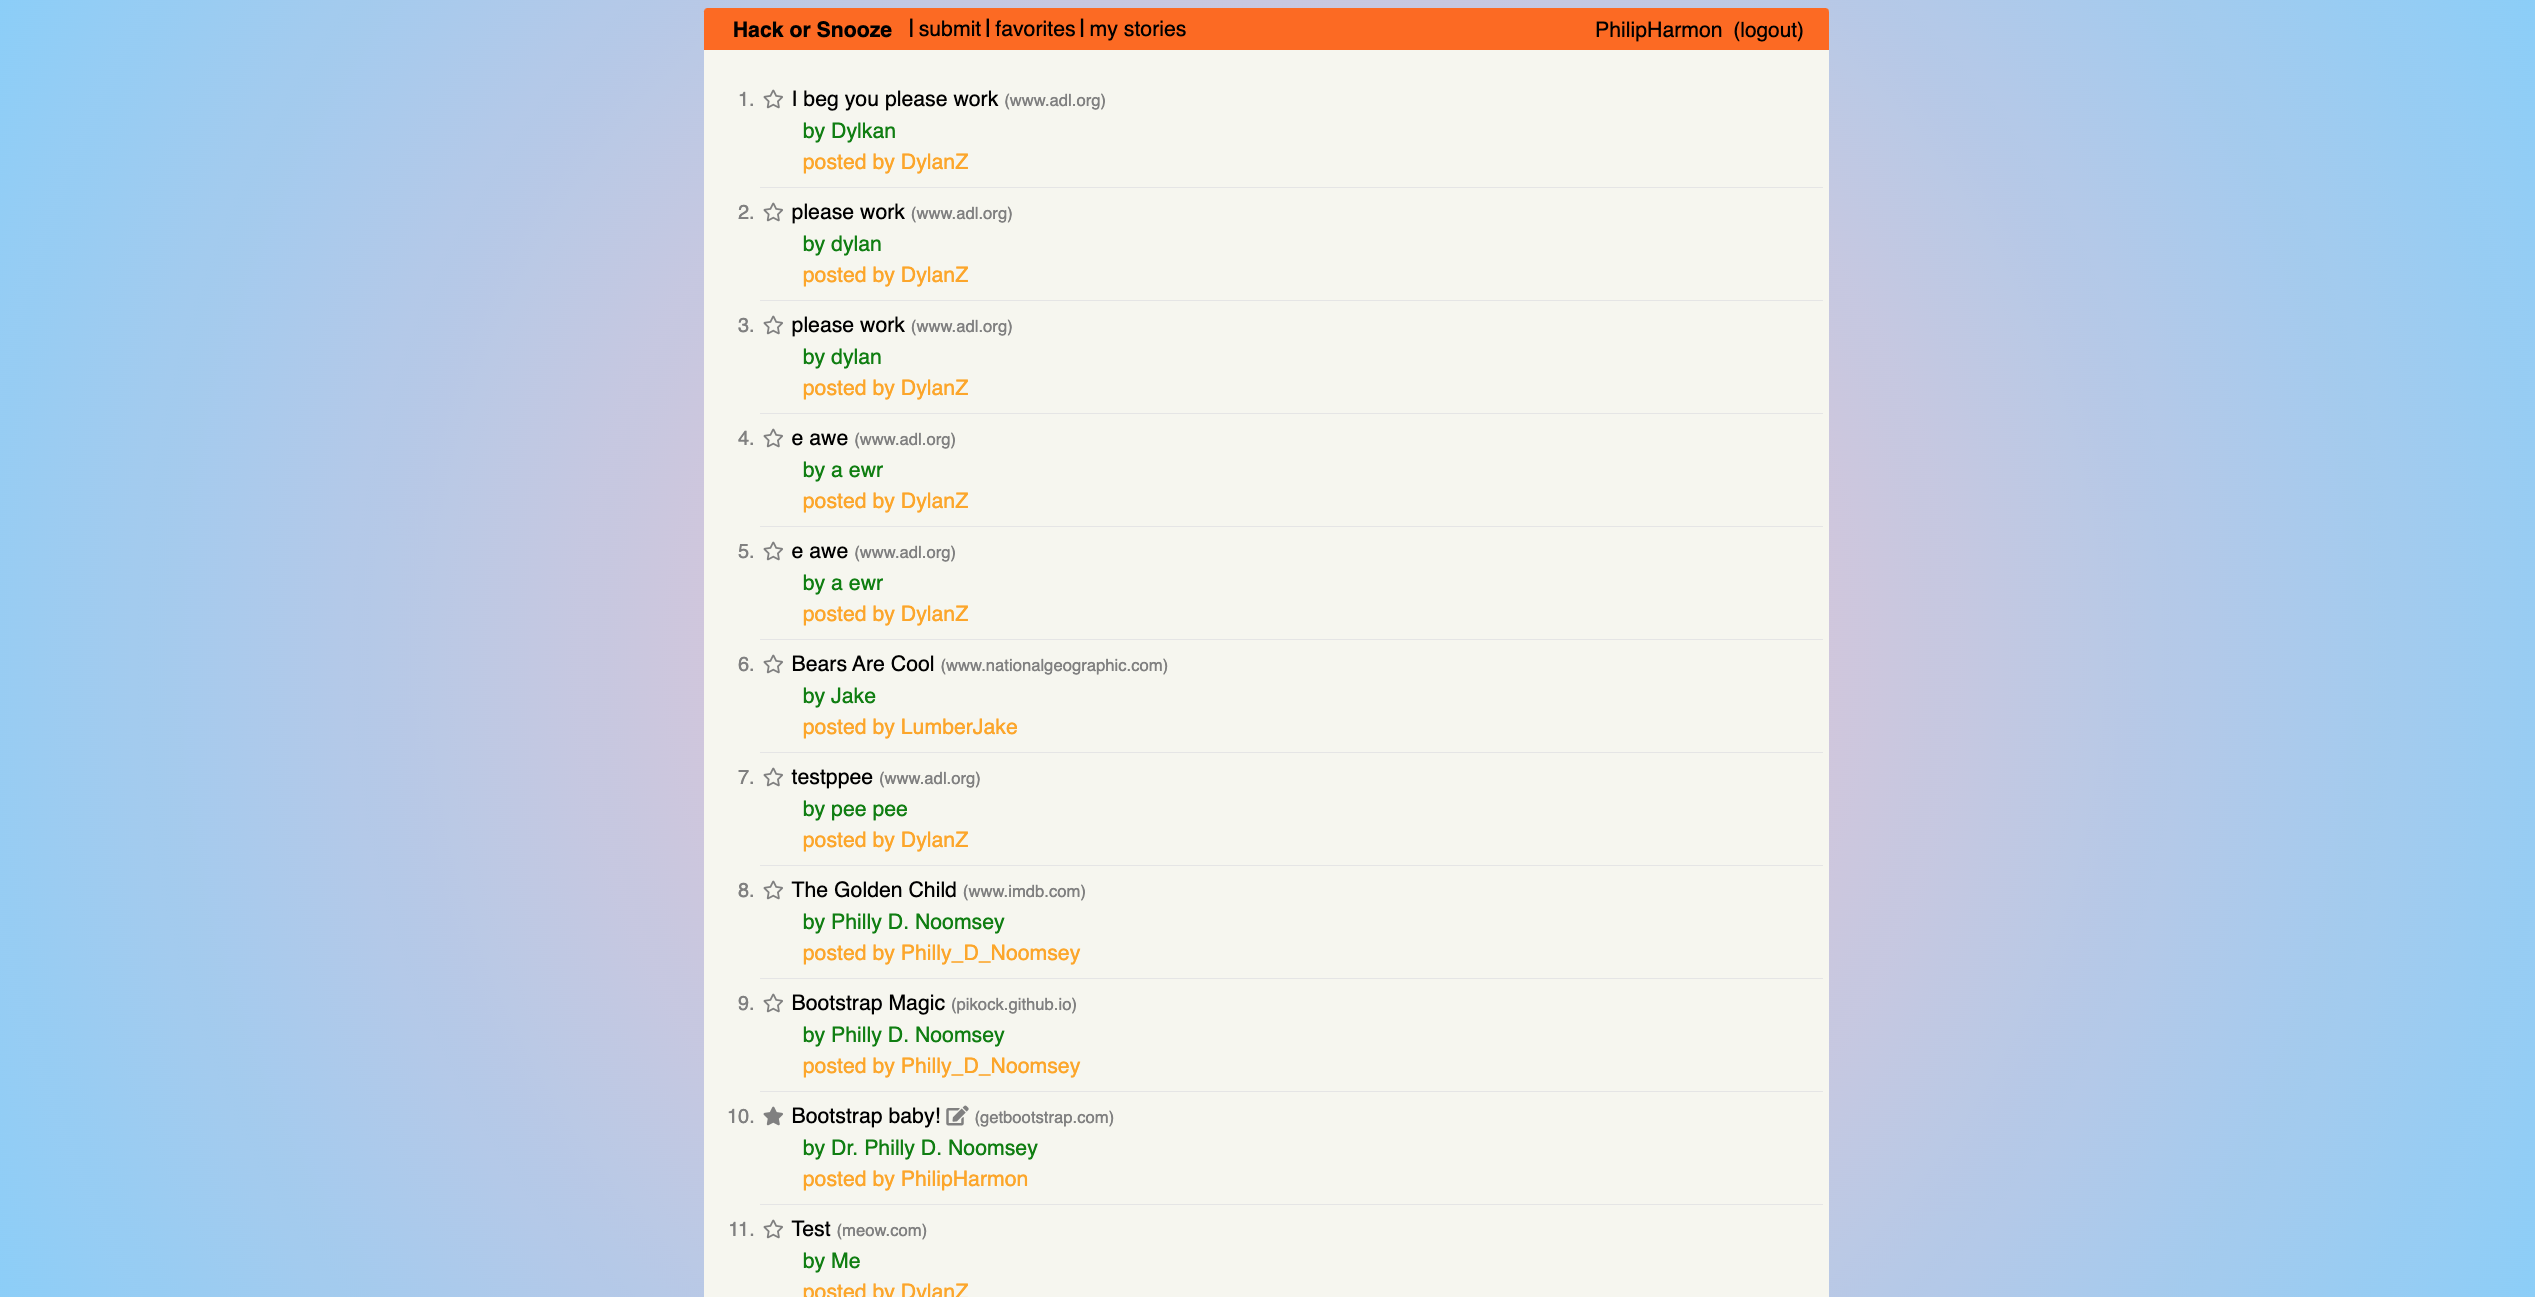 Hack or Snooze | submit | favorites | my stories PhilipHarmon (logout)
1. I beg you please work (www.adl.org)
by Dylkan
posted by DylanZ
2. please work (www.adl.org)
by dylan
posted by DylanZ
3. please work (www.adl.org)
by dylan
posted by DylanZ
4. e awe (www.adl.org)
by a ewr
posted by DylanZ
5. e awe (www.adl.org)
by a ewr
posted by DylanZ
6. Bears Are Cool (www.nationalgeographic.com)
by Jake
posted by LumberJake
7. testppee (www.adl.org)
by pee pee
posted by DylanZ
8. The Golden Child (www.imdb.com)
by Philly D. Noomsey
posted by Philly_D_Noomsey
9. Bootstrap Magic (pikock.github.io)
by Philly D. Noomsey
posted by Philly_D_Noomsey
10. Bootstrap baby! (getbootstrap.com)
by Dr. Philly D. Noomsey
posted by PhilipHarmon
11. Test (meow.com)
by Me
posted by DylanZ